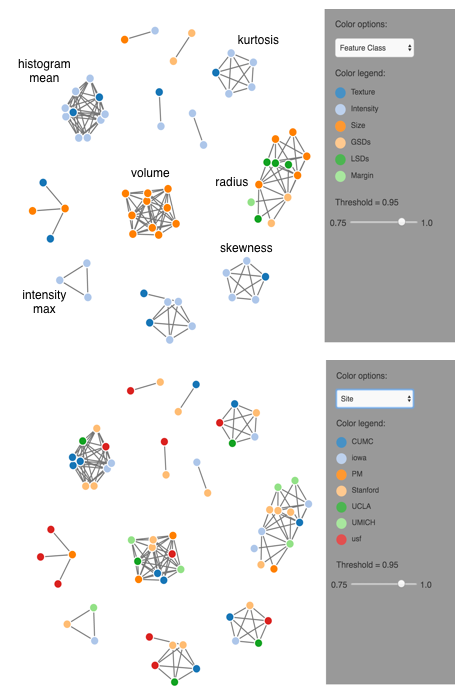 kurtosis
histogram
mean
volume
radius
skewness
intensity
max
Color options:
Feature Class
Color legend:
Texture
Intensity
Size
GSDs
LSDs
Margin
Threshold = 0.95
0.75 1.0
Color options:
Site
Color legend:
CUMC
iowa
PM
Stanford
UCLA
UMICH
usf
Threshold = 0.95
0.75 1.0